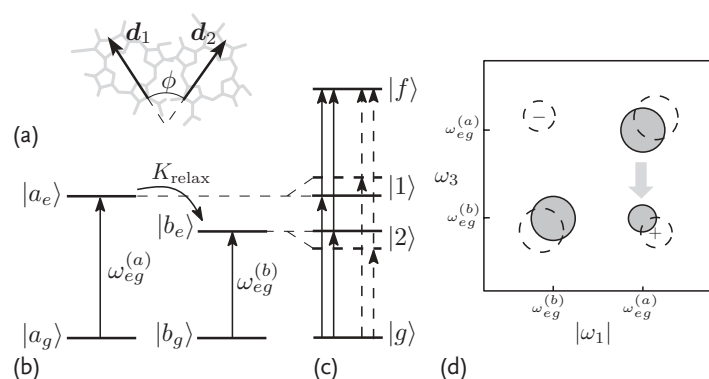 d₁ d₂
ϕ
(a)
|f⟩
K_relax
|a_e⟩ |1⟩
|b_e⟩ |2⟩
ω_eg^(a) ω_eg^(b)
|a_g⟩ |b_g⟩ |g⟩
(b) (c) (d)
ω_eg^(a)
ω₃
ω_eg^(b)
− +
ω_eg^(b) ω_eg^(a)
|ω₁|